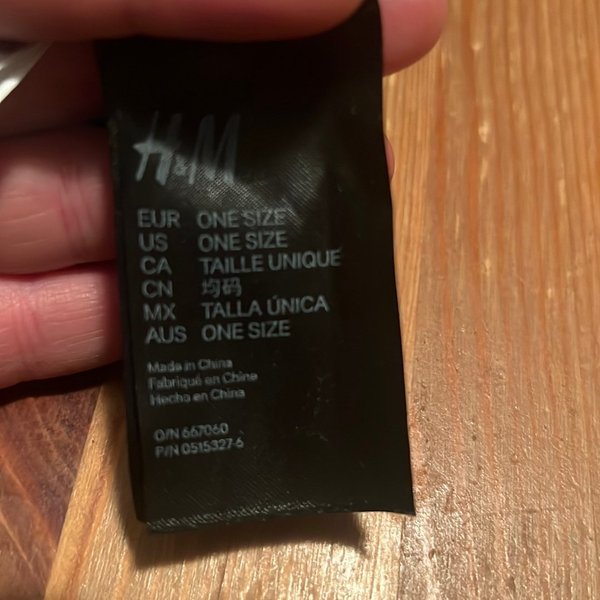 H&M
EUR ONE SIZE
US ONE SIZE
CA TAILLE UNIQUE
CN 均码
MX TALLA ÚNICA
AUS ONE SIZE
Made in China
Fabriqué en Chine
Hecho en China
O/N 667060
P/N 0515327-6